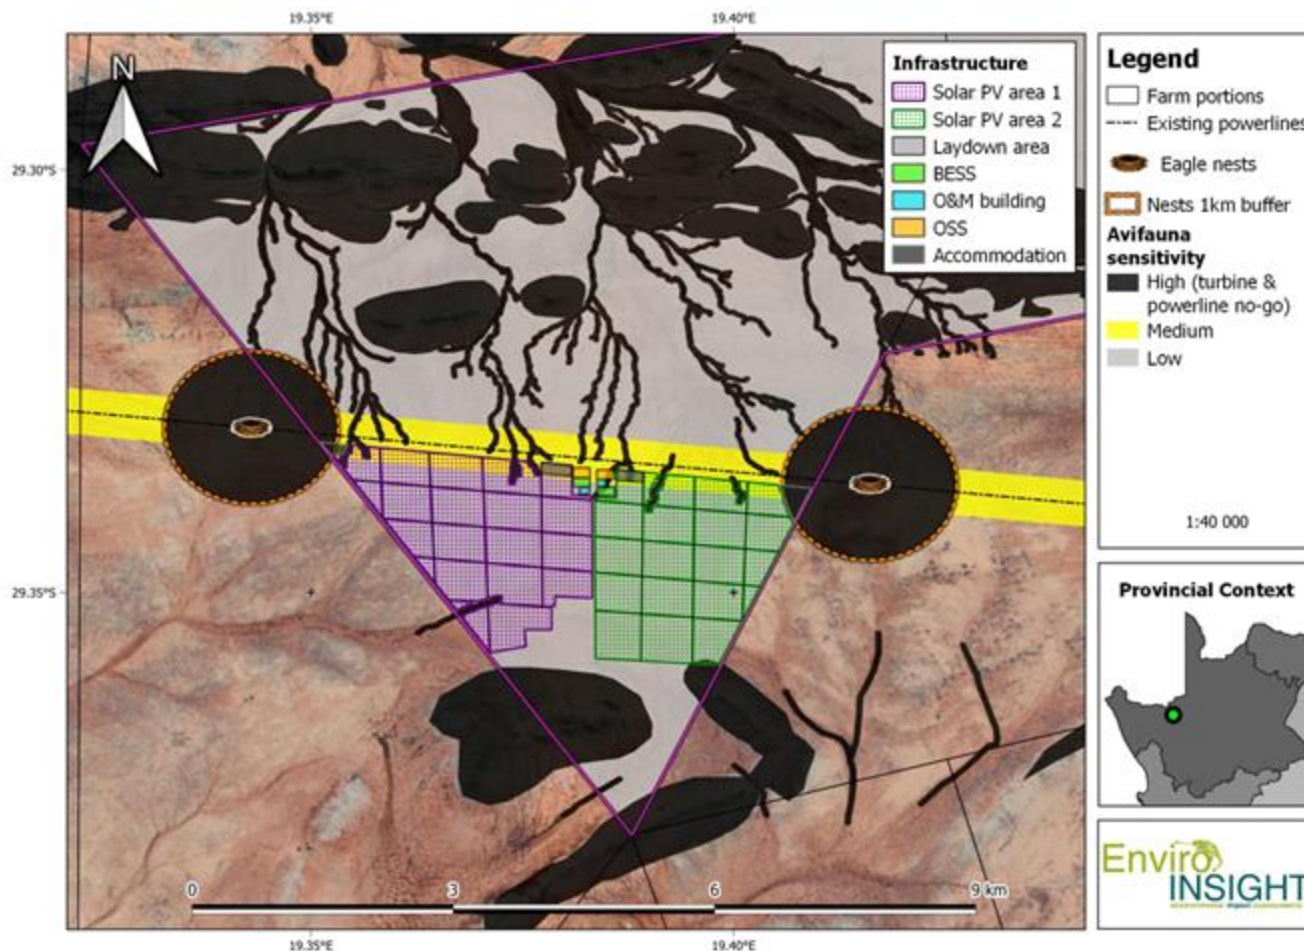 19.35°E
19.40°E
29.30°S
29.35°S
N
Infrastructure
Solar PV area 1
Solar PV area 2
Laydown area
BESS
O&M building
OSS
Accommodation
0
3
6
9 km
19.35°E
19.40°E
Legend
Farm portions
Existing powerlines
Eagle nests
Nests 1km buffer
Avifauna
sensitivity
High (turbine &
powerline no-go)
Medium
Low
1:40 000
Provincial Context
Enviro
INSIGHT